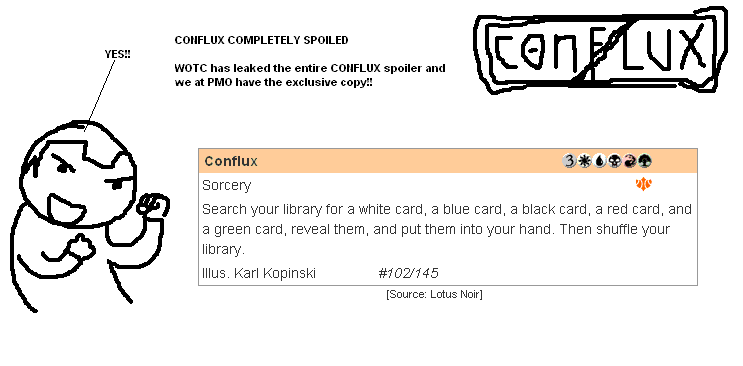 YES!!
CONFLUX COMPLETELY SPOILED
WOTC has leaked the entire CONFLUX spoiler and
we at PMO have the exclusive copy!!
CONFLUX
Conflux 3
Sorcery
Search your library for a white card, a blue card, a black card, a red card, and
a green card, reveal them, and put them into your hand. Then shuffle your
library.
Illus. Karl Kopinski #102/145
[Source: Lotus Noir]